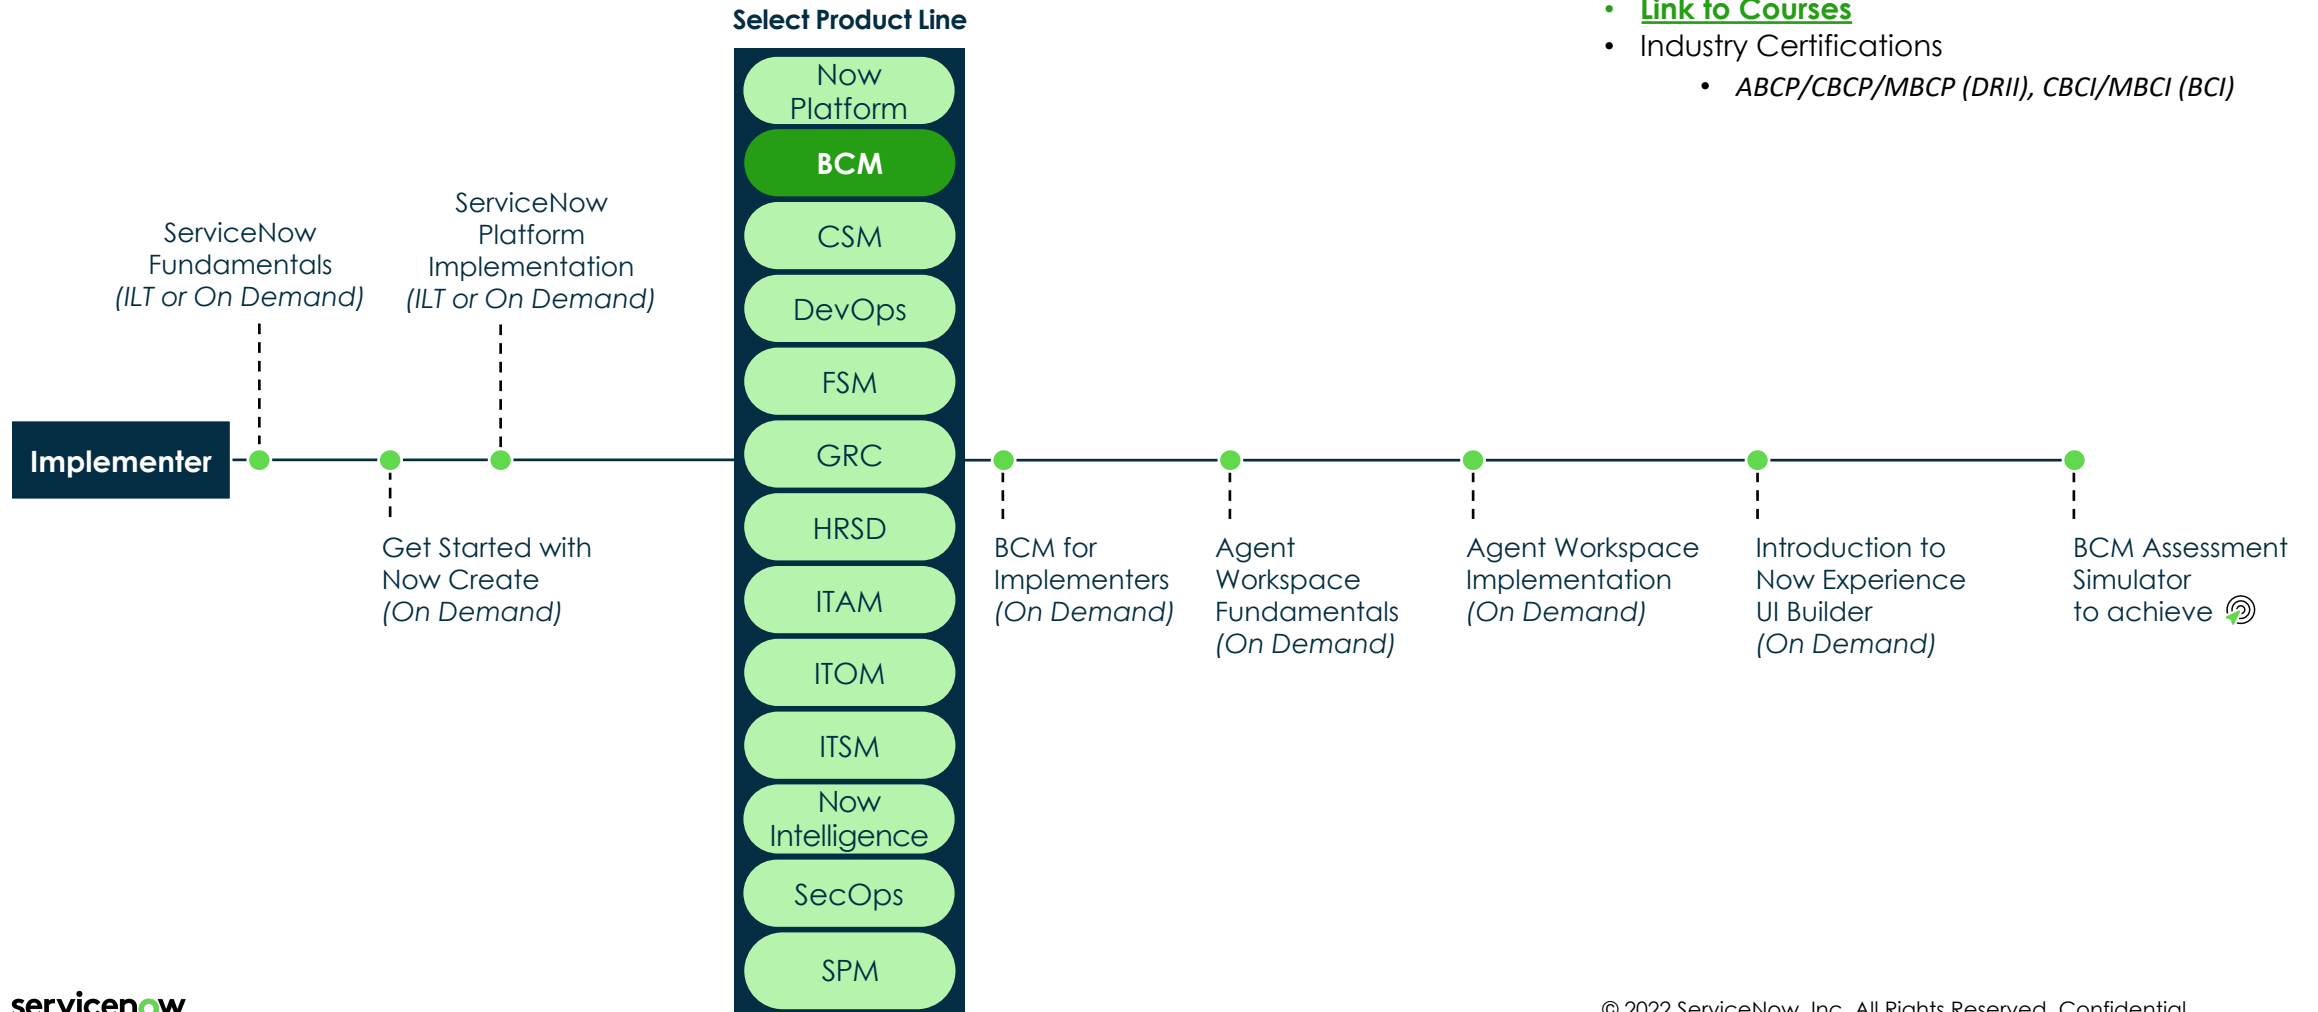 Select Product Line
• Link to Courses
• Industry Certifications
• ABCP/CBCP/MBCP (DRII), CBCI/MBCI (BCI)
Implementer
ServiceNow
Fundamentals
(ILT or On Demand)
Get Started with
Now Create
(On Demand)
ServiceNow
Platform
Implementation
(ILT or On Demand)
Now
Platform
BCM
CSM
DevOps
FSM
GRC
HRSD
ITAM
ITOM
ITSM
Now
Intelligence
SecOps
SPM
BCM for
Implementers
(On Demand)
Agent
Workspace
Fundamentals
(On Demand)
Agent Workspace
Implementation
(On Demand)
Introduction to
Now Experience
UI Builder
(On Demand)
BCM Assessment
Simulator
to achieve
servicenow
© 2022 ServiceNow, Inc. All Rights Reserved. Confidential